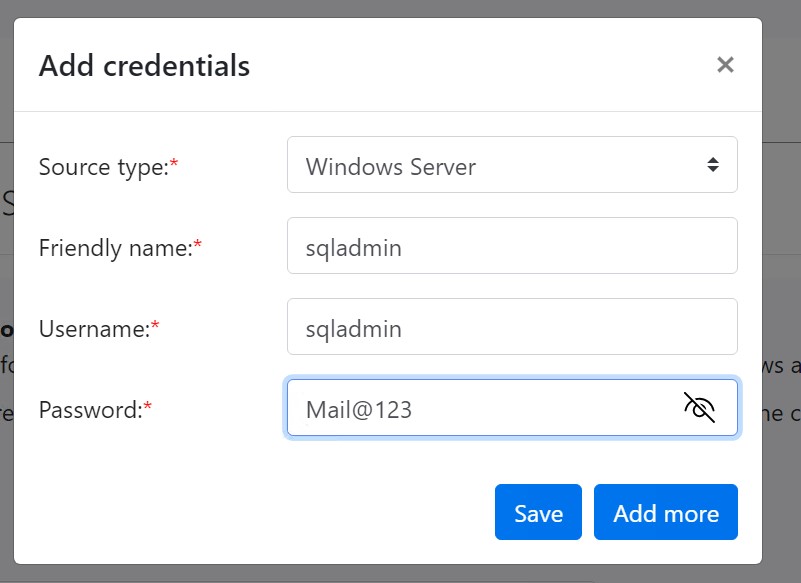 Add credentials
Source type:*
Windows Server
Friendly name:*
sqladmin
Username:*
sqladmin
Password:*
Mail@123
Save
Add more